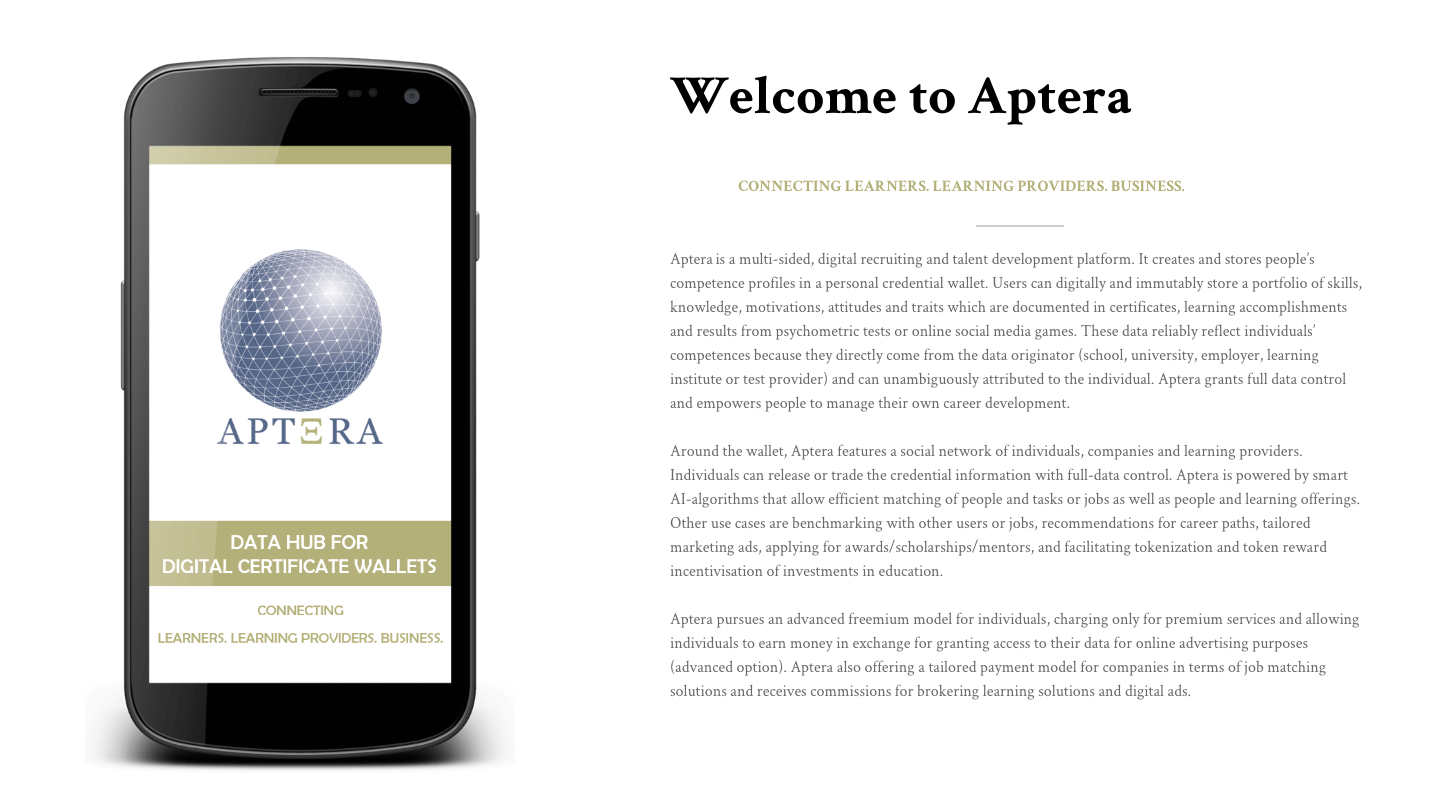 APTΞRA
DATA HUB FOR
DIGITAL CERTIFICATE WALLETS
CONNECTING
LEARNERS. LEARNING PROVIDERS. BUSINESS.
Welcome to Aptera
CONNECTING LEARNERS. LEARNING PROVIDERS. BUSINESS.
Aptera is a multi-sided, digital recruiting and talent development platform. It creates and stores people’s
competence profiles in a personal credential wallet. Users can digitally and immutably store a portfolio of skills,
knowledge, motivations, attitudes and traits which are documented in certificates, learning accomplishments
and results from psychometric tests or online social media games. These data reliably reflect individuals’
competences because they directly come from the data originator (school, university, employer, learning
institute or test provider) and can unambiguously attributed to the individual. Aptera grants full data control
and empowers people to manage their own career development.
Around the wallet, Aptera features a social network of individuals, companies and learning providers.
Individuals can release or trade the credential information with full-data control. Aptera is powered by smart
AI-algorithms that allow efficient matching of people and tasks or jobs as well as people and learning offerings.
Other use cases are benchmarking with other users or jobs, recommendations for career paths, tailored
marketing ads, applying for awards/scholarships/mentors, and facilitating tokenization and token reward
incentivisation of investments in education.
Aptera pursues an advanced freemium model for individuals, charging only for premium services and allowing
individuals to earn money in exchange for granting access to their data for online advertising purposes
(advanced option). Aptera also offering a tailored payment model for companies in terms of job matching
solutions and receives commissions for brokering learning solutions and digital ads.